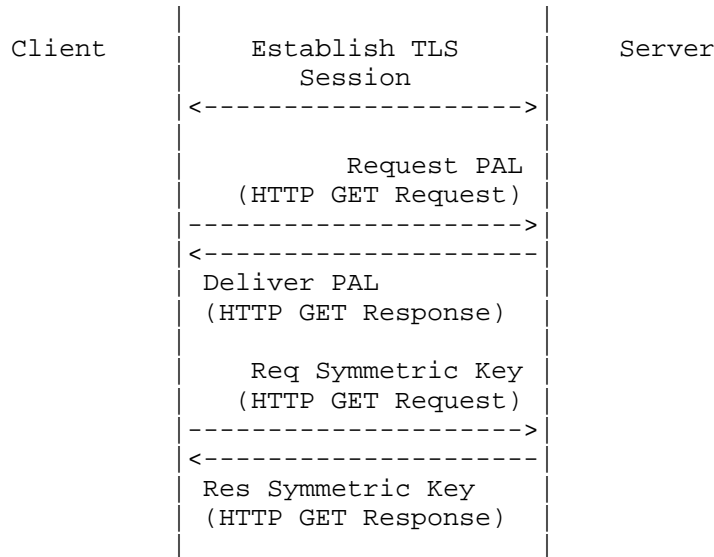 Client Establish TLS Server
Session
<--------------------->
Request PAL
(HTTP GET Request)
--------------------->
<---------------------
Deliver PAL
(HTTP GET Response)
Req Symmetric Key
(HTTP GET Request)
--------------------->
<---------------------
Res Symmetric Key
(HTTP GET Response)